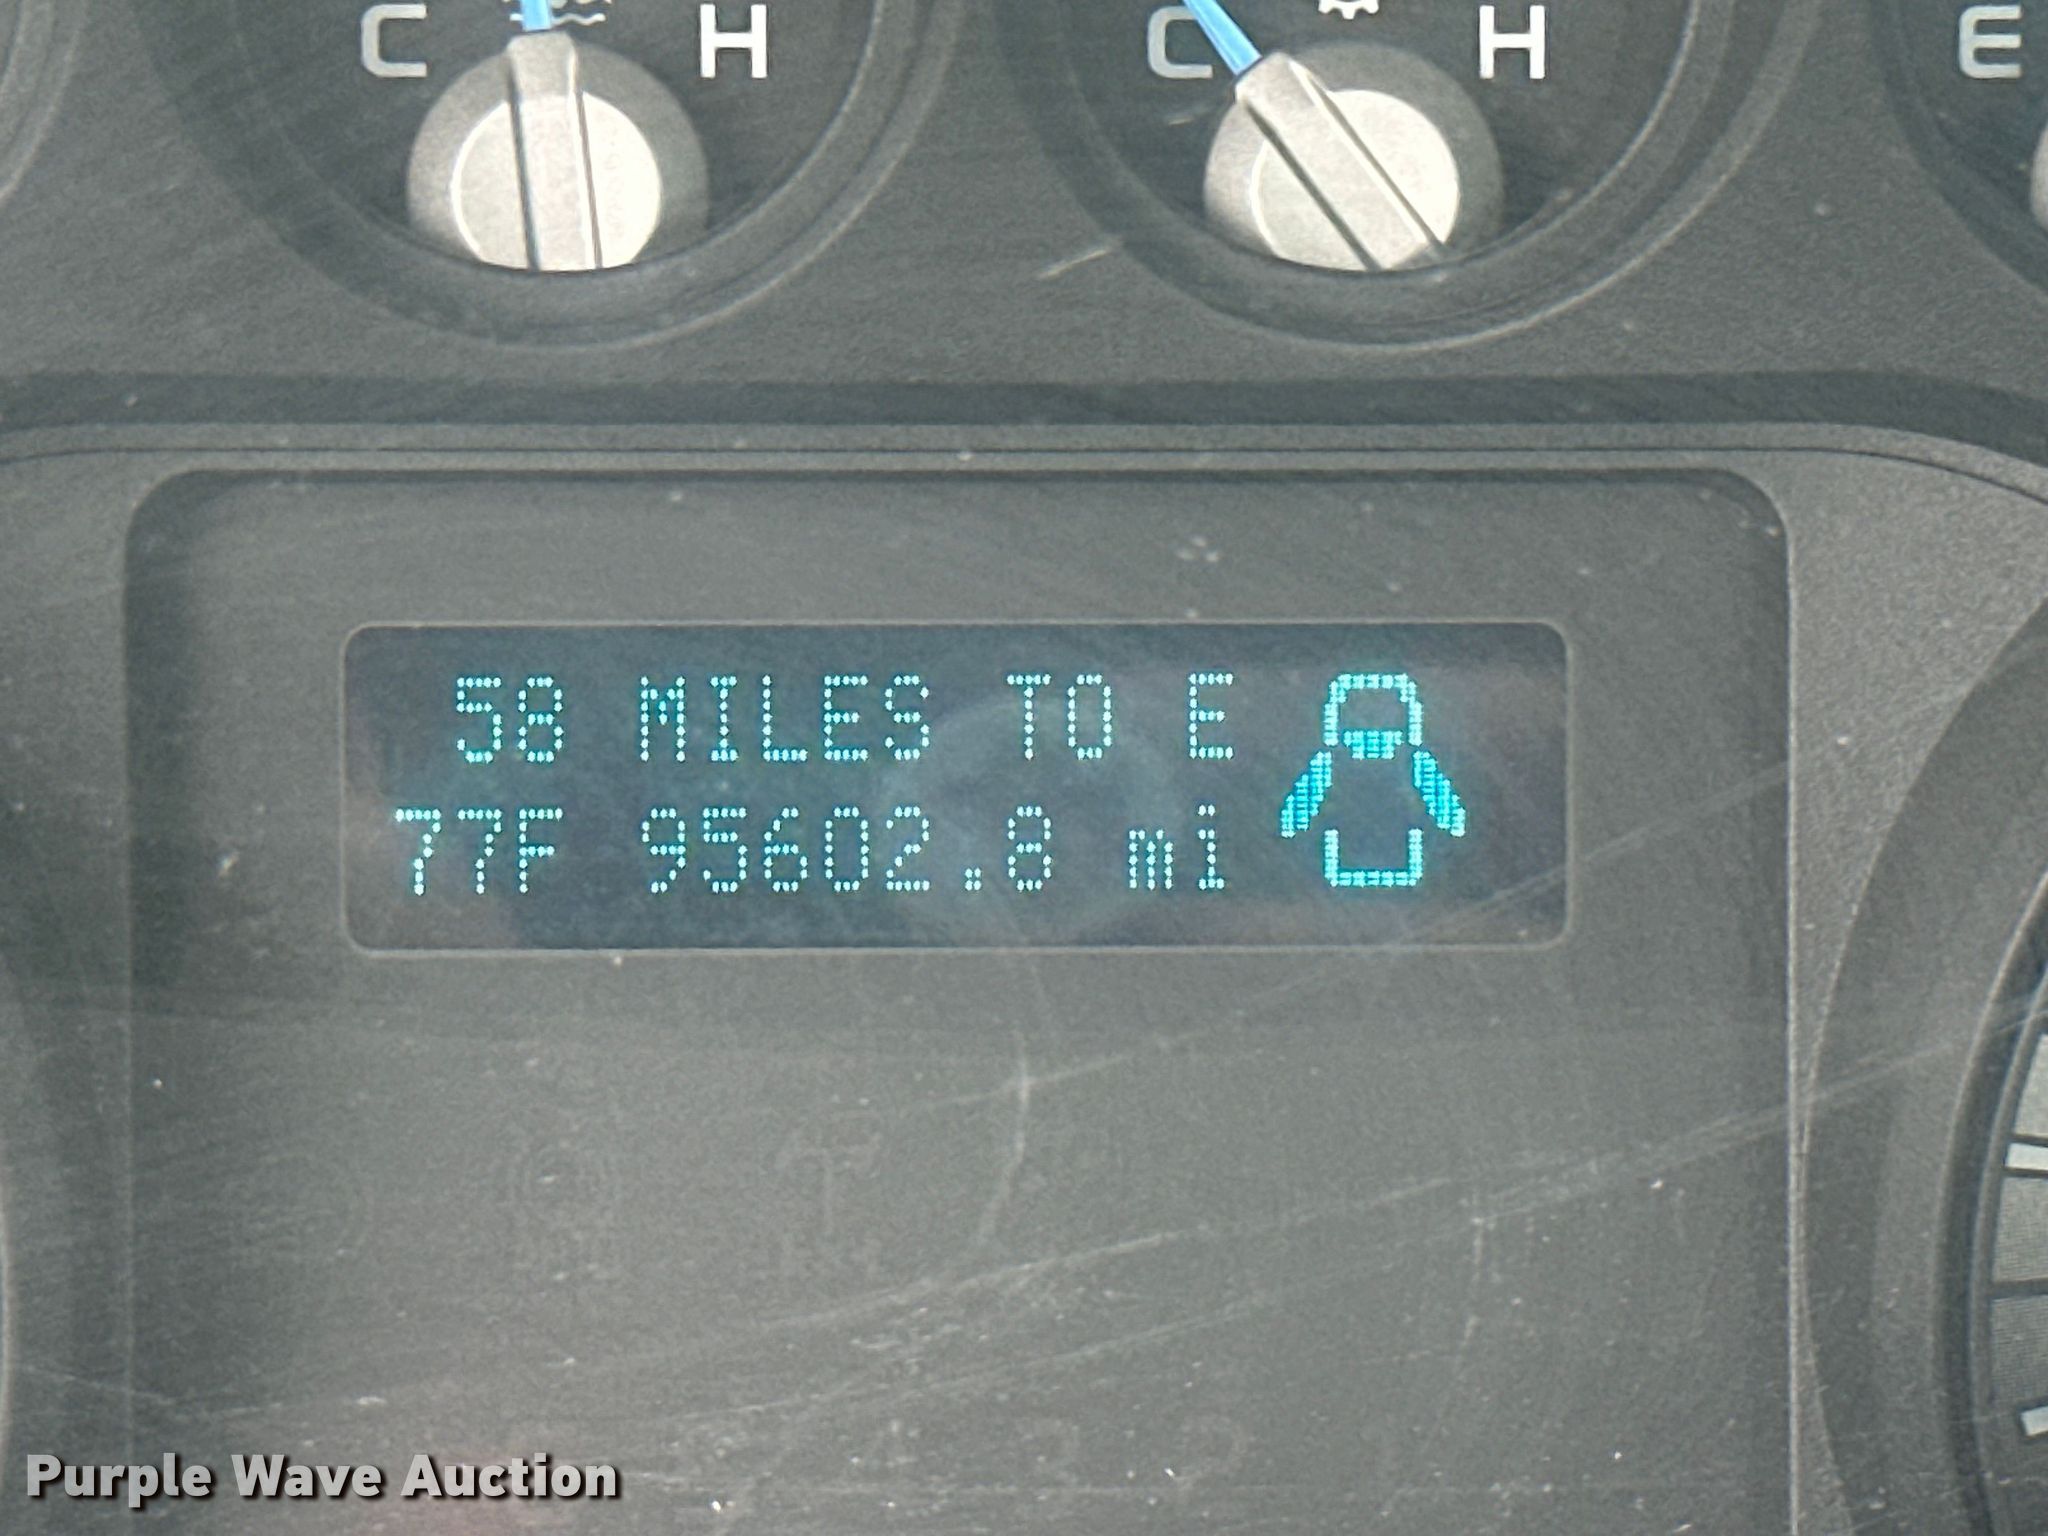 C H C H E
58 MILES TO E
77F 95602.8 mi
Purple Wave Auction